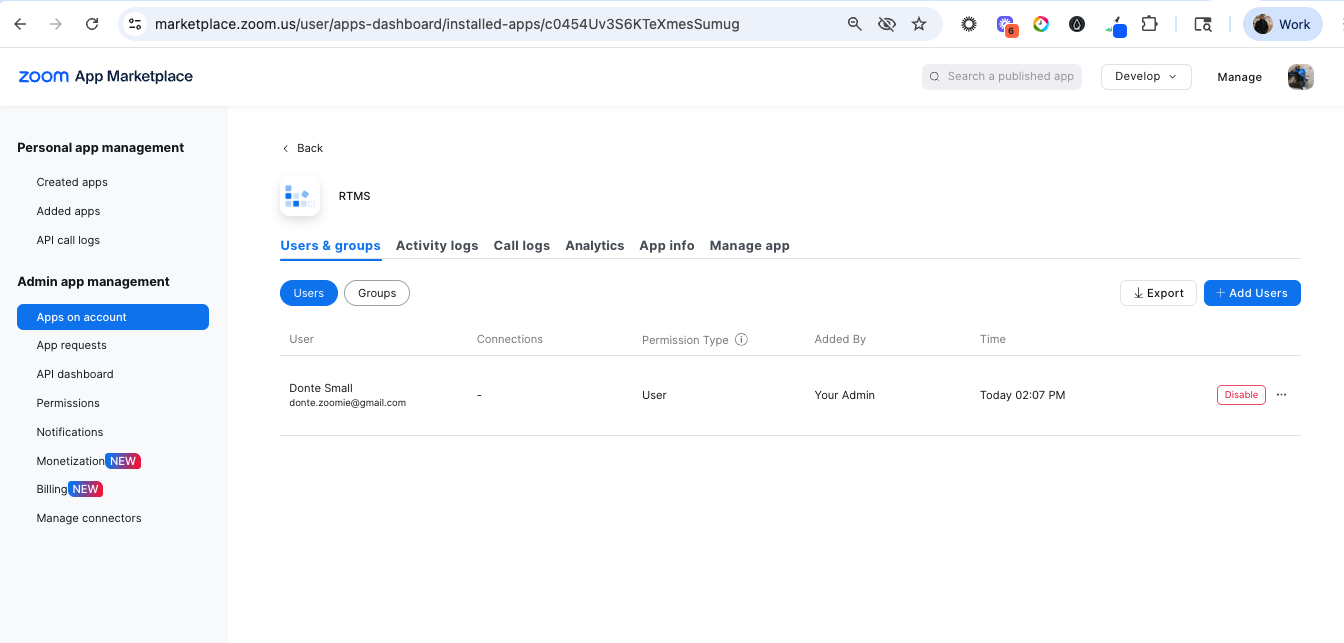 marketplace.zoom.us/user/apps-dashboard/installed-apps/c0454Uv3S6KTeXmesSumug
6
Work
zoom App Marketplace
Search a published app
Develop
Manage
Personal app management
Created apps
Added apps
API call logs
Admin app management
Apps on account
App requests
API dashboard
Permissions
Notifications
Monetization NEW
Billing NEW
Manage connectors
Back
RTMS
Users & groups Activity logs Call logs Analytics App info Manage app
Users Groups
Export + Add Users
User Connections Permission Type Added By Time
Donte Small
donte.zoomie@gmail.com
- User Your Admin Today 02:07 PM Disable ...